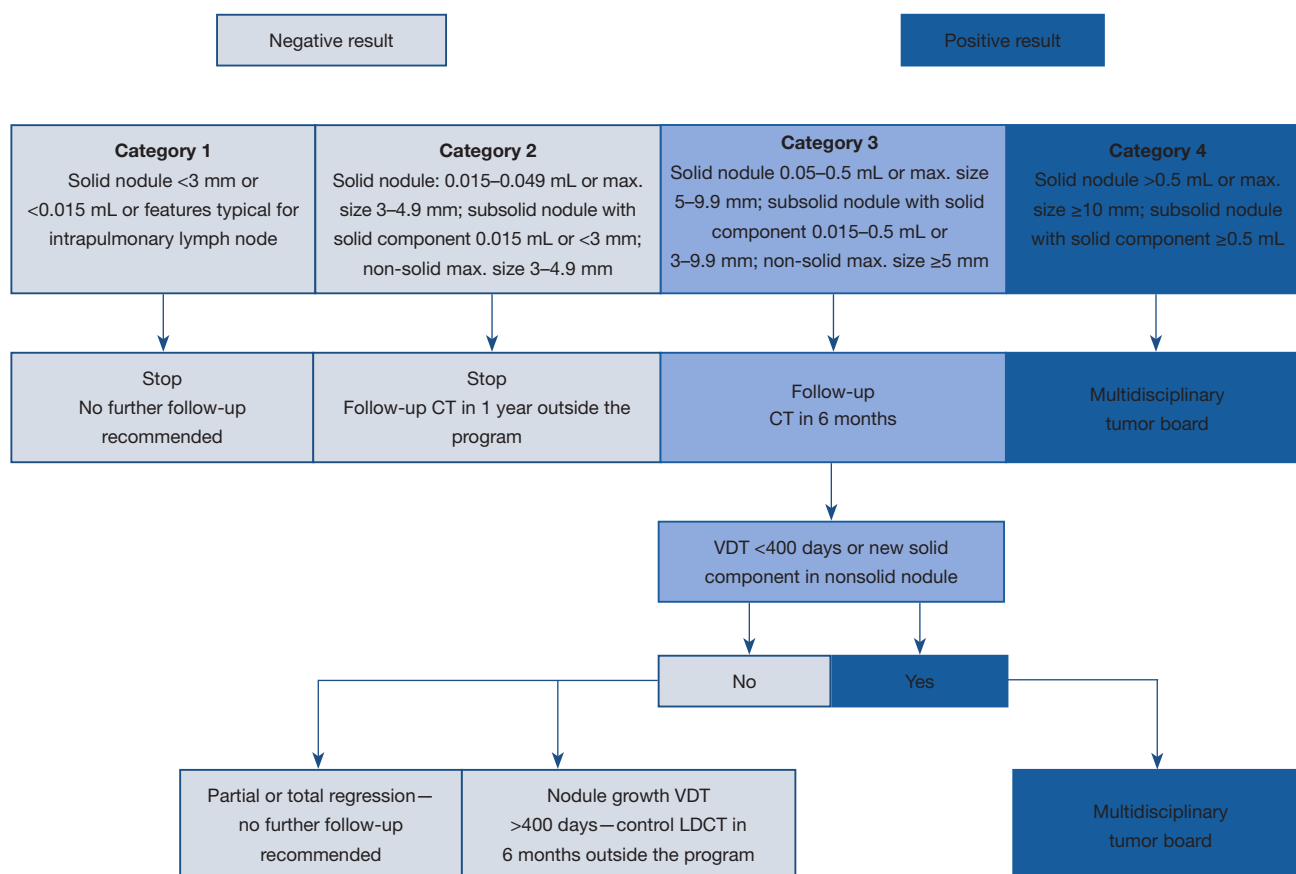 Negative result
Positive result
Category 1
Solid nodule <3 mm or
<0.015 mL or features typical for
intrapulmonary lymph node
Category 2
Solid nodule: 0.015–0.049 mL or max.
size 3–4.9 mm; subsolid nodule with
solid component 0.015 mL or <3 mm;
non-solid max. size 3–4.9 mm
Category 3
Solid nodule 0.05–0.5 mL or max. size
5–9.9 mm; subsolid nodule with solid
component 0.015–0.5 mL or
3–9.9 mm; non-solid max. size ≥5 mm
Category 4
Solid nodule >0.5 mL or max.
size ≥10 mm; subsolid nodule
with solid component ≥0.5 mL
Stop
No further follow-up
recommended
Stop
Follow-up CT in 1 year outside the
program
Follow-up
CT in 6 months
Multidisciplinary
tumor board
VDT <400 days or new solid
component in nonsolid nodule
No
Yes
Partial or total regression—
no further follow-up
recommended
Nodule growth VDT
>400 days—control LDCT in
6 months outside the program
Multidisciplinary
tumor board